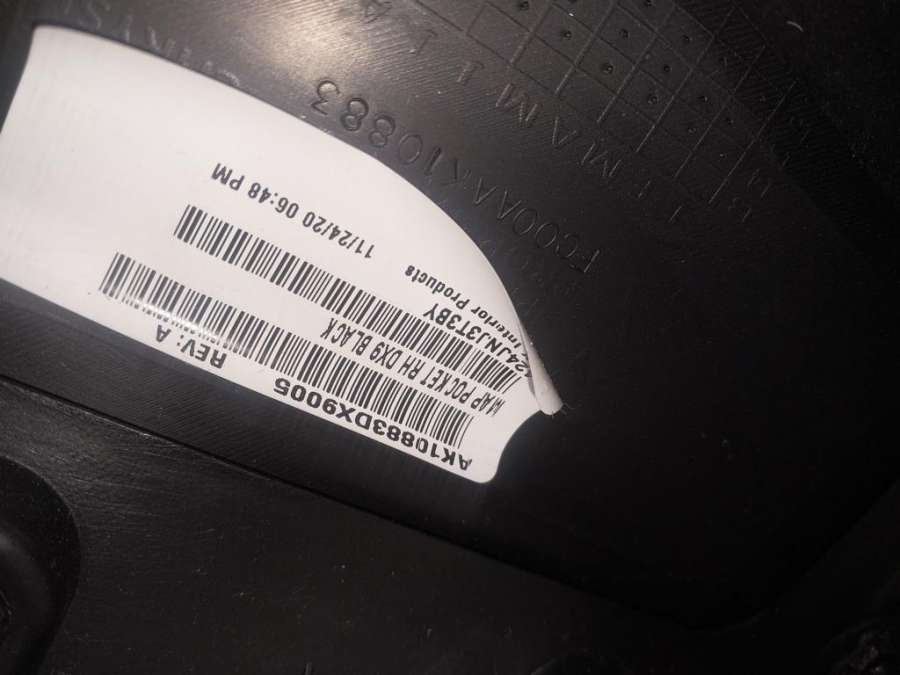 AK10883DX9005
REV: A
MAP POCKET RH DX9 BLACK
24JNJ3T3BY
Interior Products
11/24/20 06:48 PM
FC00AAK10883